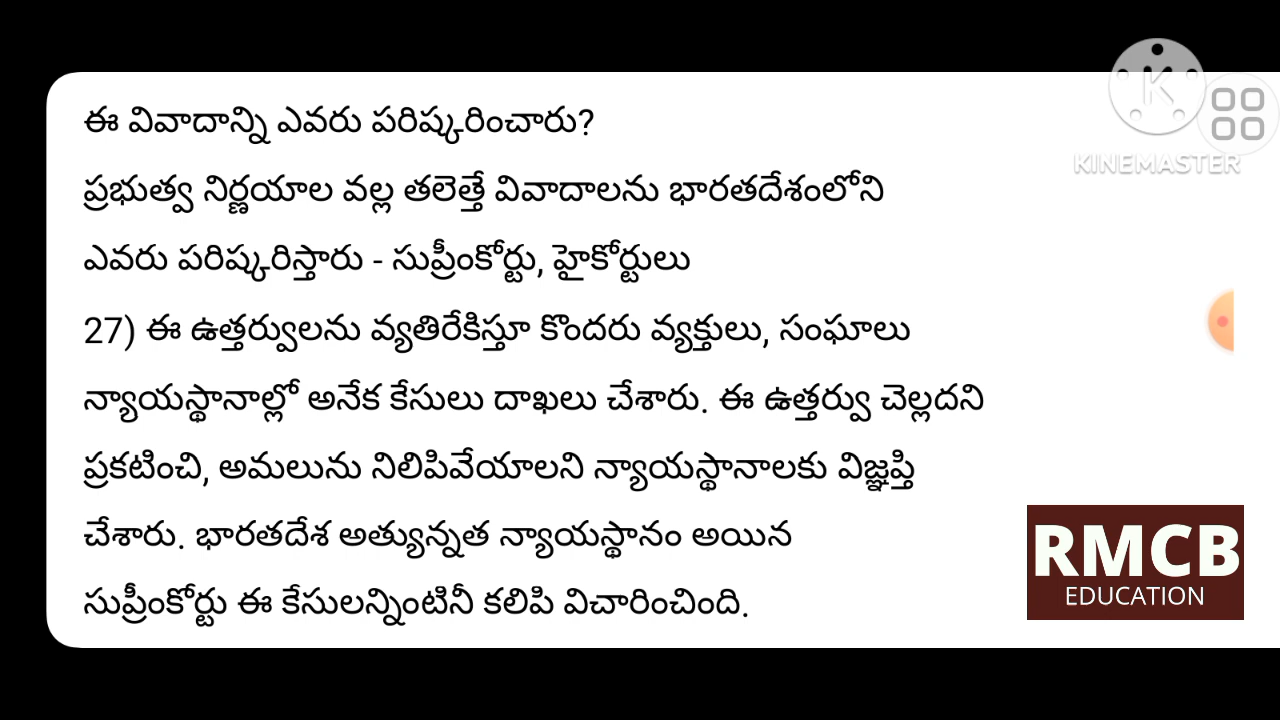 ఈ వివాదాన్ని ఎవరు పరిష్కరించారు?
ప్రభుత్వ నిర్ణయాల వల్ల తలెత్తే వివాదాలను భారతదేశంలోని
ఎవరు పరిష్కరిస్తారు - సుప్రీంకోర్టు, హైకోర్టులు
27) ఈ ఉత్తర్వులను వ్యతిరేకిస్తూ కొందరు వ్యక్తులు, సంఘాలు
న్యాయస్థానాల్లో అనేక కేసులు దాఖలు చేశారు. ఈ ఉత్తర్వు చెల్లదని
ప్రకటించి, అమలును నిలిపివేయాలని న్యాయస్థానాలకు విజ్ఞప్తి
చేశారు. భారతదేశ అత్యున్నత న్యాయస్థానం అయిన
సుప్రీంకోర్టు ఈ కేసులన్నింటినీ కలిపి విచారించింది.
K
KINEMASTER
RMCB
EDUCATION